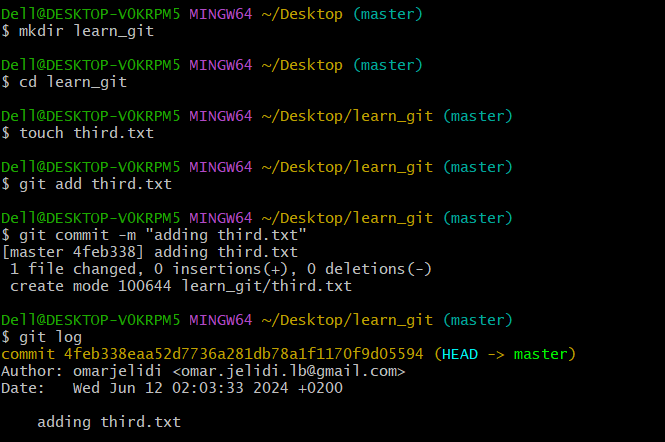 Dell@DESKTOP-V0KRPM5 MINGW64 ~/Desktop (master)
$ mkdir learn_git
Dell@DESKTOP-V0KRPM5 MINGW64 ~/Desktop (master)
$ cd learn_git
Dell@DESKTOP-V0KRPM5 MINGW64 ~/Desktop/learn_git (master)
$ touch third.txt
Dell@DESKTOP-V0KRPM5 MINGW64 ~/Desktop/learn_git (master)
$ git add third.txt
Dell@DESKTOP-V0KRPM5 MINGW64 ~/Desktop/learn_git (master)
$ git commit -m "adding third.txt"
[master 4feb338] adding third.txt
 1 file changed, 0 insertions(+), 0 deletions(-)
 create mode 100644 learn_git/third.txt
Dell@DESKTOP-V0KRPM5 MINGW64 ~/Desktop/learn_git (master)
$ git log
commit 4feb338eaa52d7736a281db78a1f1170f9d05594 (HEAD -> master)
Author: omarjelidi <omar.jelidi.lb@gmail.com>
Date:   Wed Jun 12 02:03:33 2024 +0200
    adding third.txt